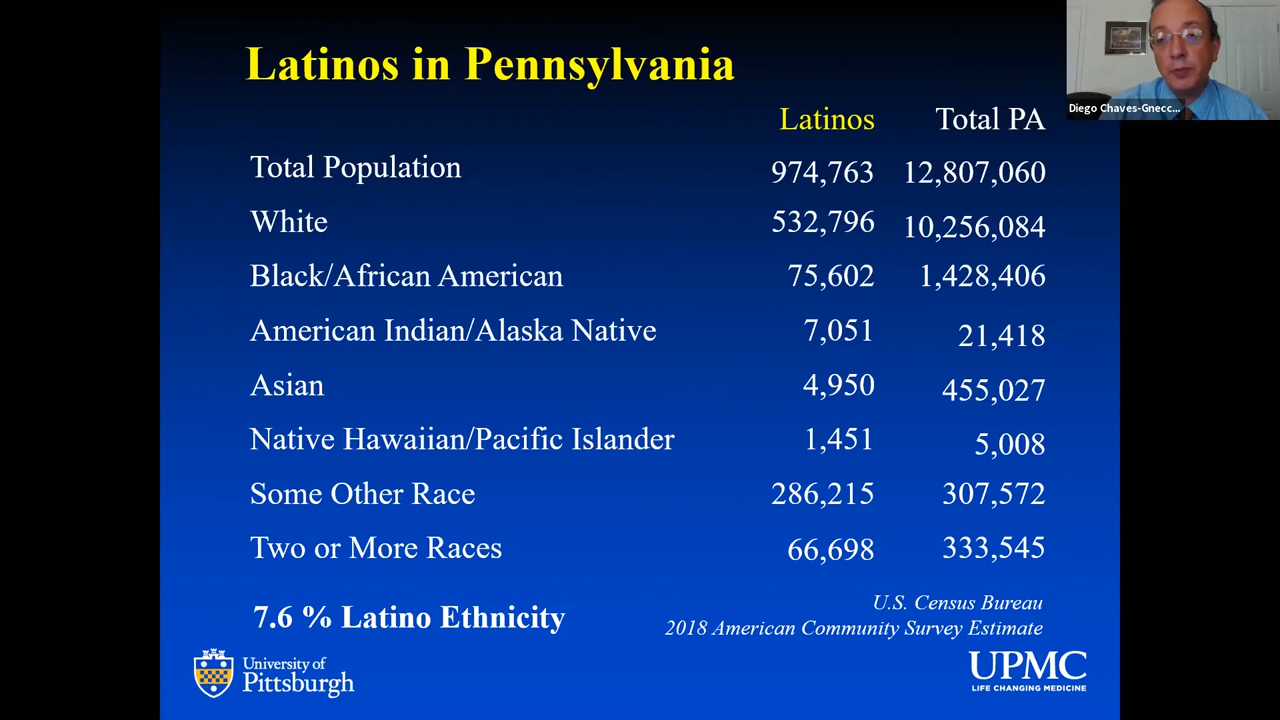 Latinos in Pennsylvania
Diego Chaves-Gnecc...
Latinos Total PA
Total Population 974,763 12,807,060
White 532,796 10,256,084
Black/African American 75,602 1,428,406
American Indian/Alaska Native 7,051 21,418
Asian 4,950 455,027
Native Hawaiian/Pacific Islander 1,451 5,008
Some Other Race 286,215 307,572
Two or More Races 66,698 333,545
7.6 % Latino Ethnicity
U.S. Census Bureau
2018 American Community Survey Estimate
University of
Pittsburgh
UPMC
LIFE CHANGING MEDICINE